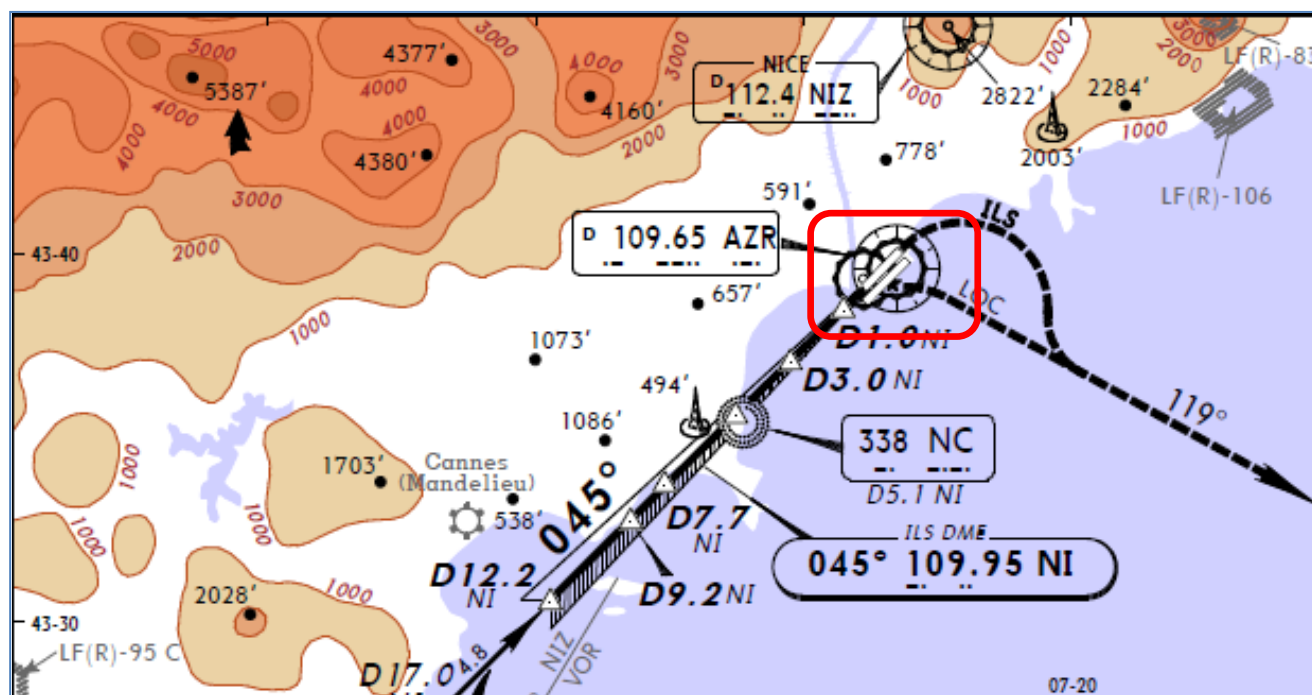 5000
4377'
3000
4000
3000
NICE
D 112.4 NIZ
1000
2822'
1000
2284'
3000
2000
LF(R)-83
5387'
4000
4000
4160'
4000
4000
2000
1000
4380'
778'
2003'
3000
591'
LF(R)-106
ILS
2000
D 109.65 AZR
43-40
657'
LOC
1000
D1.0 NI
1073'
D3.0 NI
494'
119°
1086'
338 NC
1000
1703'
Cannes
(Mandelieu)
D5.1 NI
538'
045°
D7.7
NI
ILS DME
045° 109.95 NI
1000
D12.2
NI
D9.2 NI
2028'
1000
43-30
LF(R)-95 C
NIZ
VOR
D17.0
4.8
07-20